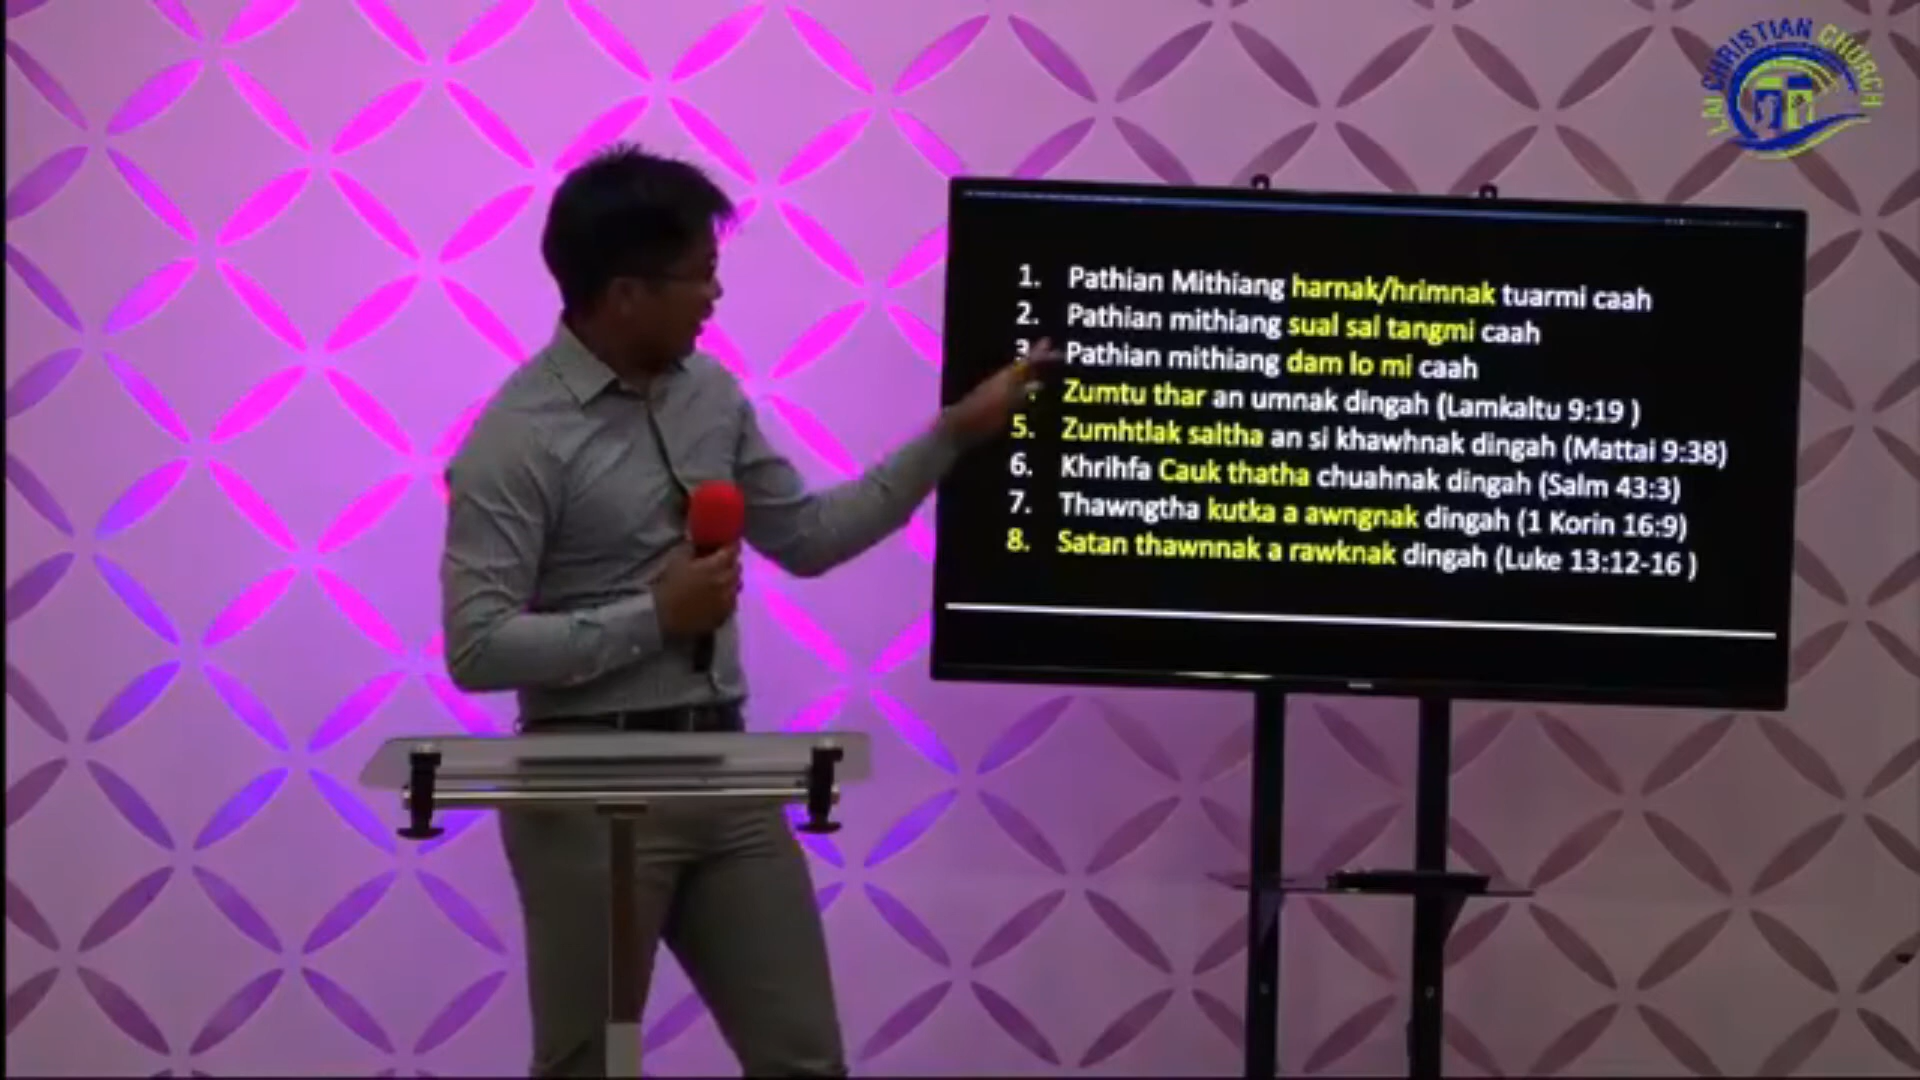 LAI CHRISTIAN CHURCH
1. Pathian Mithiang harnak/hrimnak tuarmi caah
2. Pathian mithiang sual sal tangmi caah
3. Pathian mithiang dam lo mi caah
Zumtu thar an umnak dingah (Lamkaltu 9:19 )
5. Zumhtlak saltha an si khawhnak dingah (Mattai 9:38)
6. Khrihfa Cauk thatha chuahnak dingah (Salm 43:3)
7. Thawngtha kutka a awngnak dingah (1 Korin 16:9)
8. Satan thawnnak a rawknak dingah (Luke 13:12-16 )